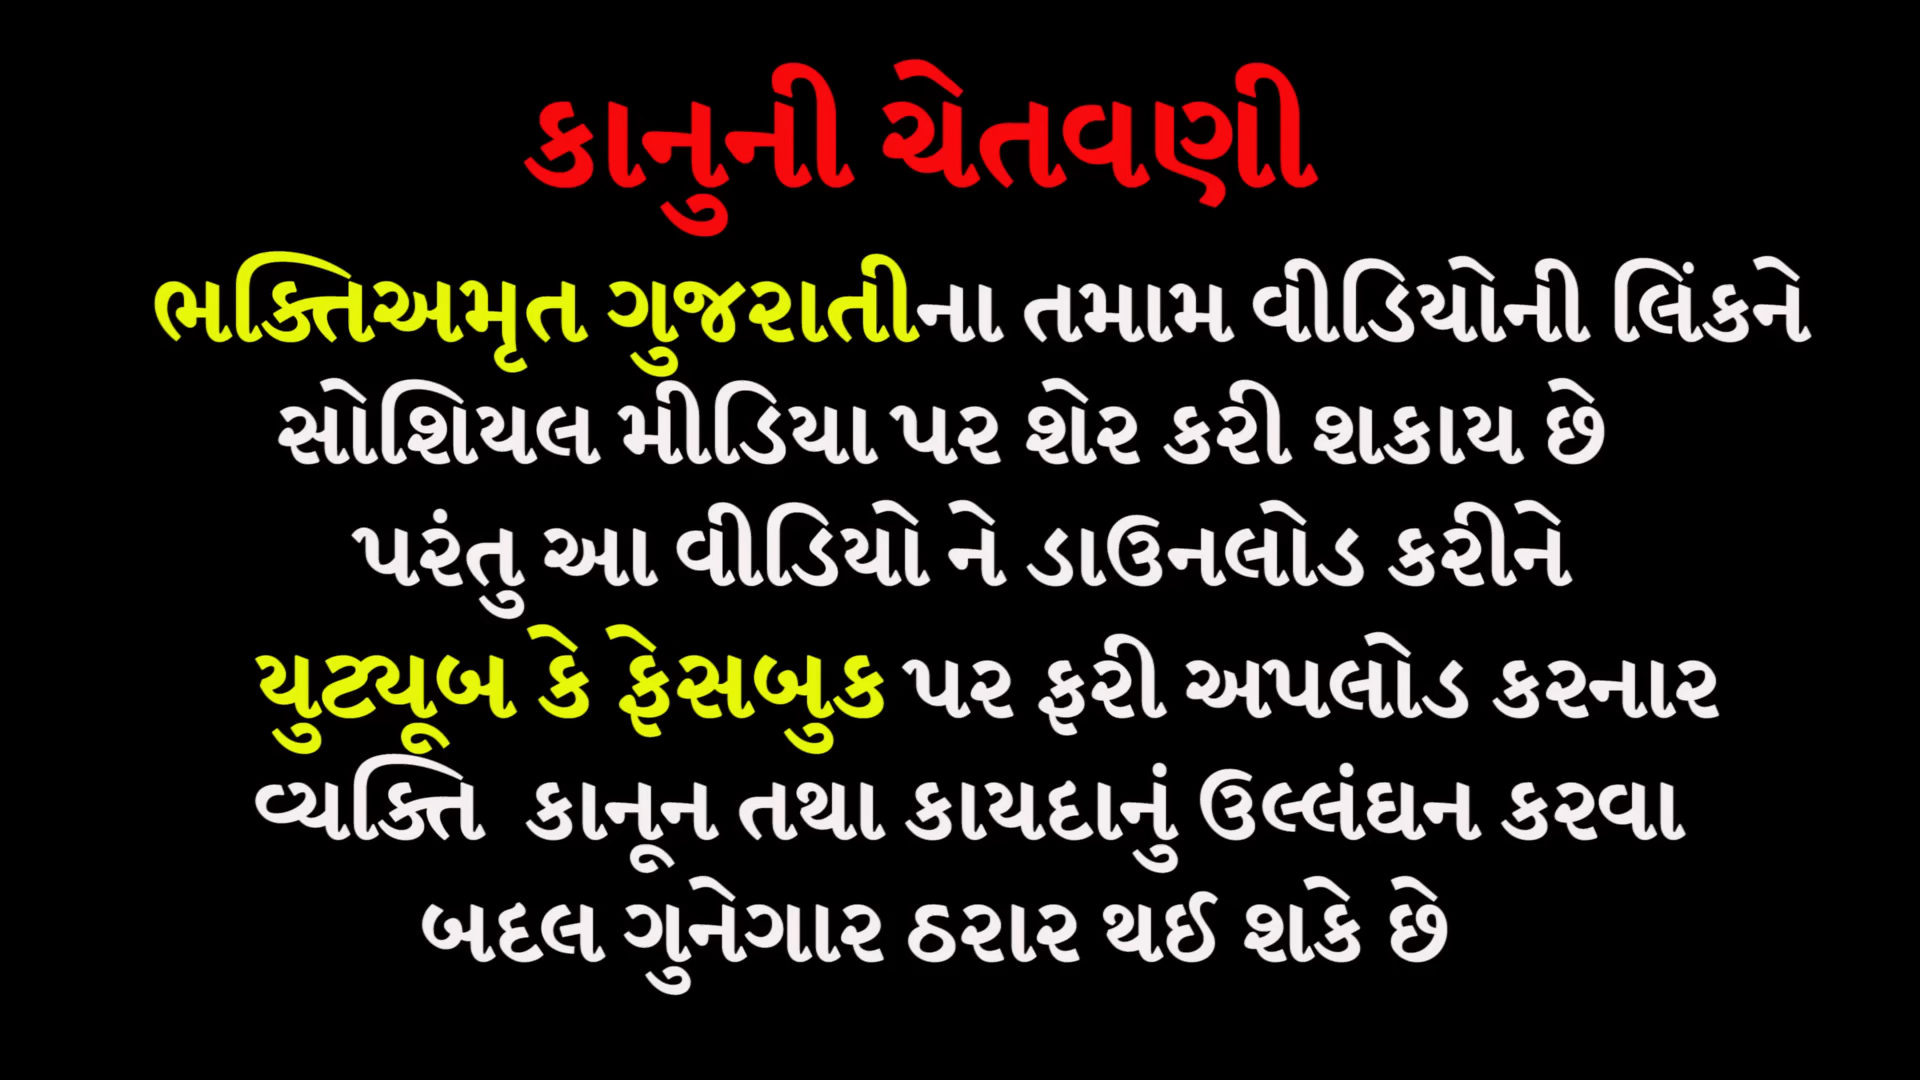 કાનુની ચેતવણી
ભક્તિઅમૃત ગુજરાતીના તમામ વીડિયોની લિંકને
સોશિયલ મીડિયા પર શેર કરી શકાય છે
પરંતુ આ વીડિયો ને ડાઉનલોડ કરીને
યુટ્યૂબ કે ફેસબુક પર ફરી અપલોડ કરનાર
વ્યક્તિ કાનૂન તથા કાયદાનું ઉલ્લંઘન કરવા
બદલ ગુનેગાર ઠરાર થઈ શકે છે